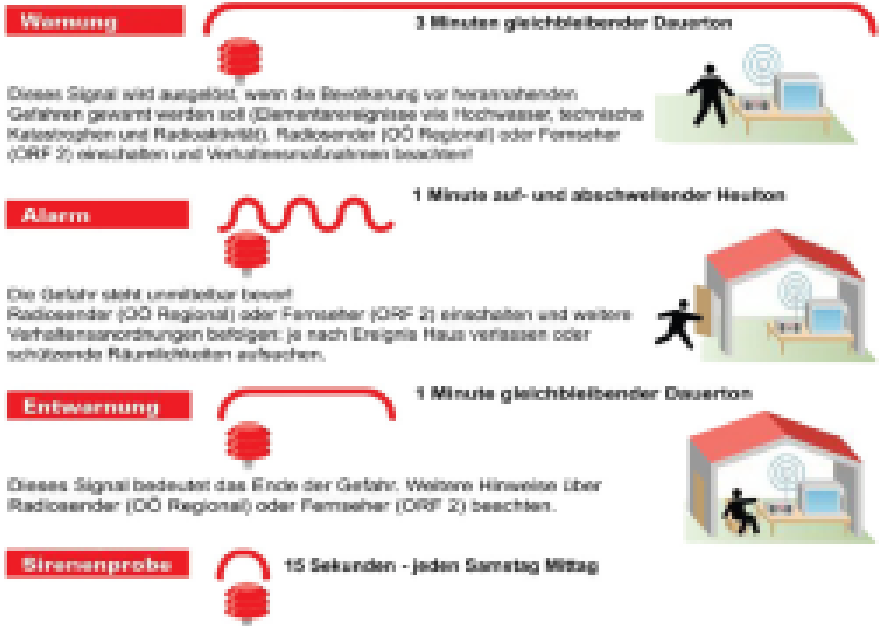 Warnung
3 Minuten gleichbleibender Dauerton
Dieses Signal wird ausgelöst, wenn die Bevölkerung vor herannahenden
Gefahren gewarnt werden soll (Elementarereignisse wie Hochwasser, technische
Katastrophen und Radioaktivität). Radiosender (OÖ Regional) oder Fernseher
(ORF 2) einschalten und Verhaltensmaßnahmen beachten!
Alarm
1 Minute auf- und abschwellender Heulton
Die Gefahr steht unmittelbar bevor!
Radiosender (OÖ Regional) oder Fernseher (ORF 2) einschalten und weitere
Verhaltensanordnungen befolgen: je nach Ereignis Haus verlassen oder
schützende Räumlichkeiten aufsuchen.
Entwarnung
1 Minute gleichbleibender Dauerton
Dieses Signal bedeutet das Ende der Gefahr. Weitere Hinweise über
Radiosender (OÖ Regional) oder Fernseher (ORF 2) beachten.
Sirenenprobe
15 Sekunden - jeden Samstag Mittag